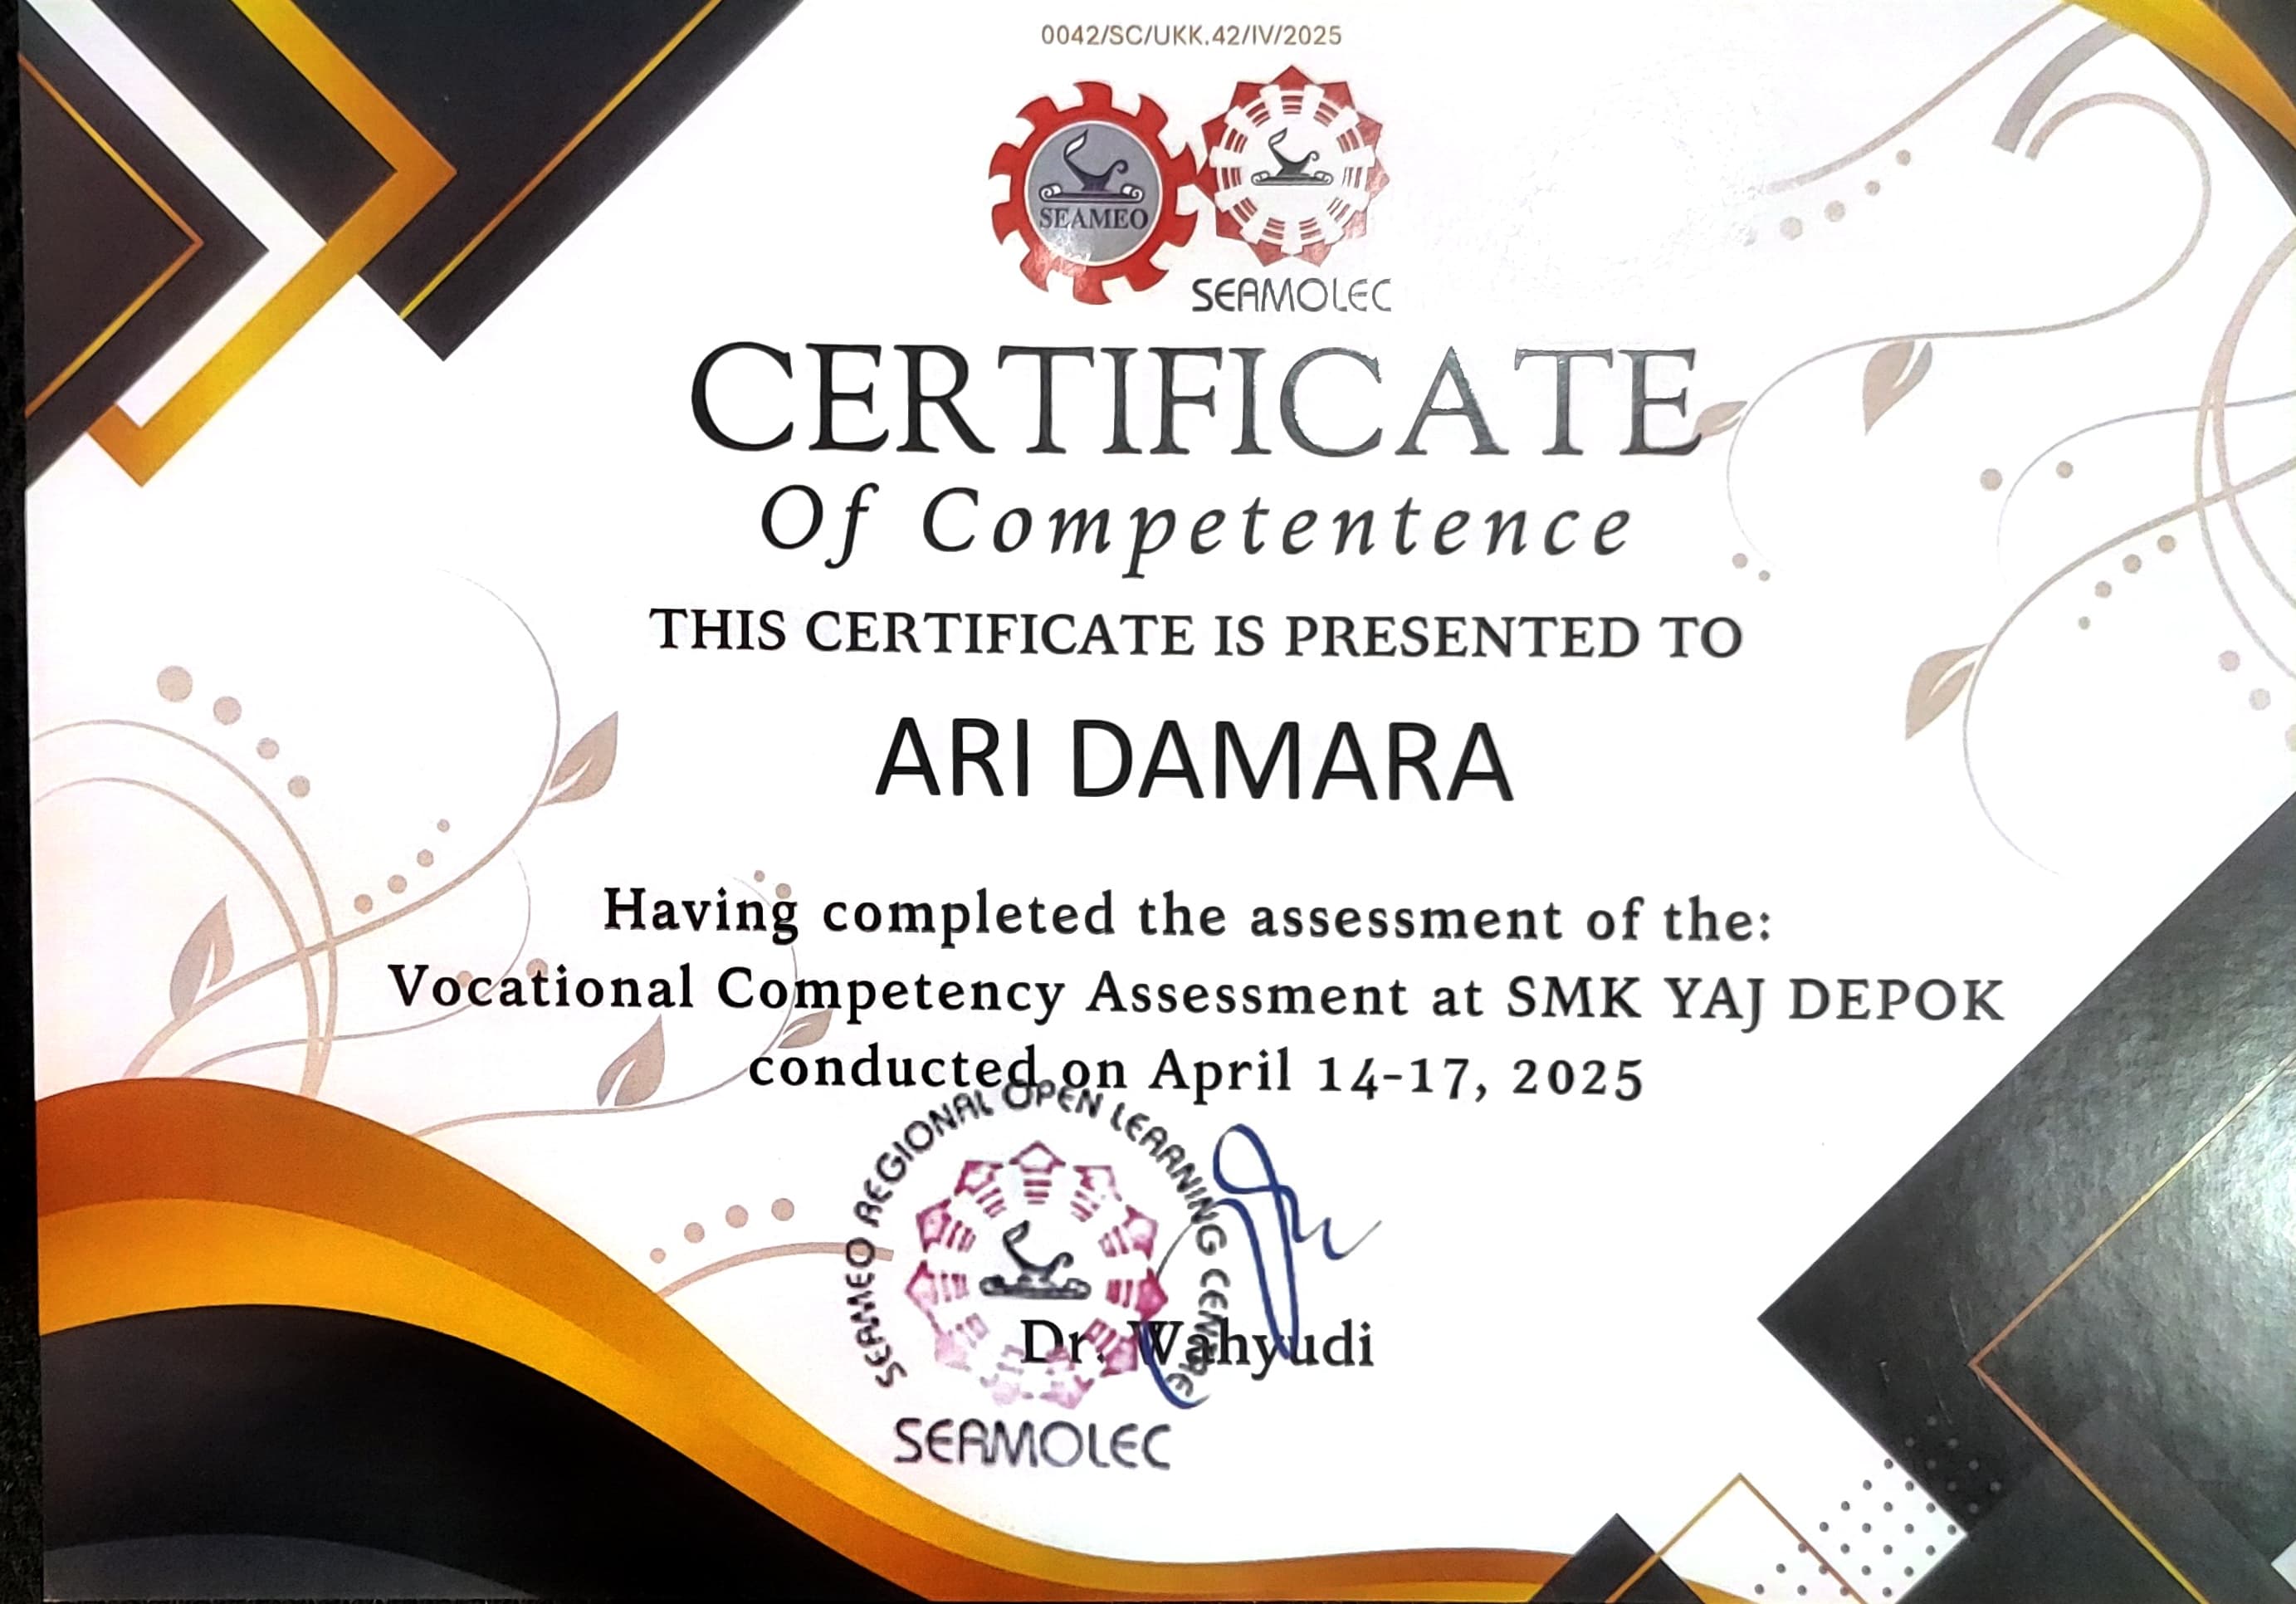 0042/SC/UKK.42/IV/2025
SEAMEO
SEAMOLEC
CERTIFICATE
Of Competentence
THIS CERTIFICATE IS PRESENTED TO
ARI DAMARA
Having completed the assessment of the:
Vocational Competency Assessment at SMK YAJ DEPOK
conducted on April 14-17, 2025
SEAMEO REGIONAL OPEN LEARNING CENTRE
Dr. Wahyudi
SEAMOLEC